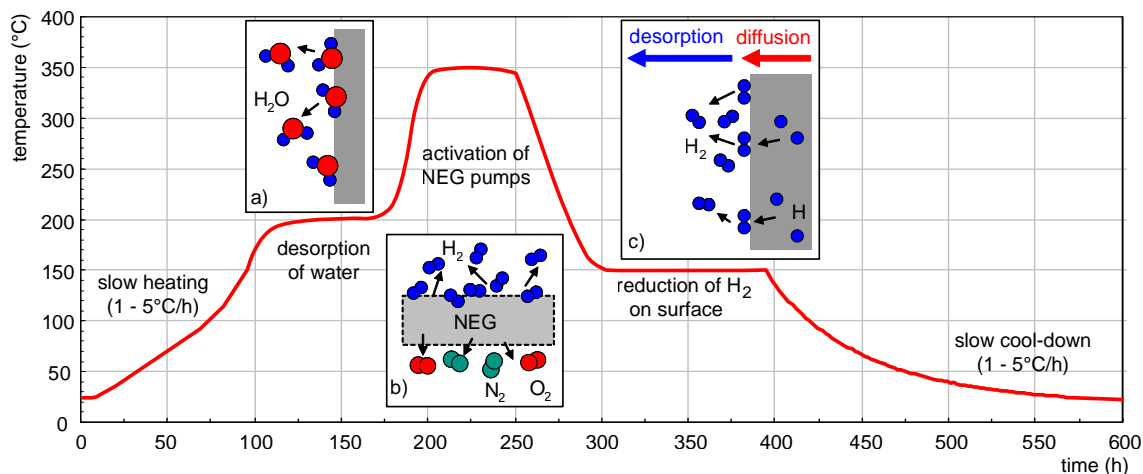 temperature (°C)
400
350
300
250
200
150
100
50
0
0
50
100
150
200
250
300
350
400
450
500
550
600
time (h)
slow heating
(1 - 5°C/h)
desorption
of water
activation of
NEG pumps
reduction of H2
on surface
slow cool-down
(1 - 5°C/h)
H2O
a)
H2
NEG
b)
N2
O2
desorption
diffusion
H2
H
c)